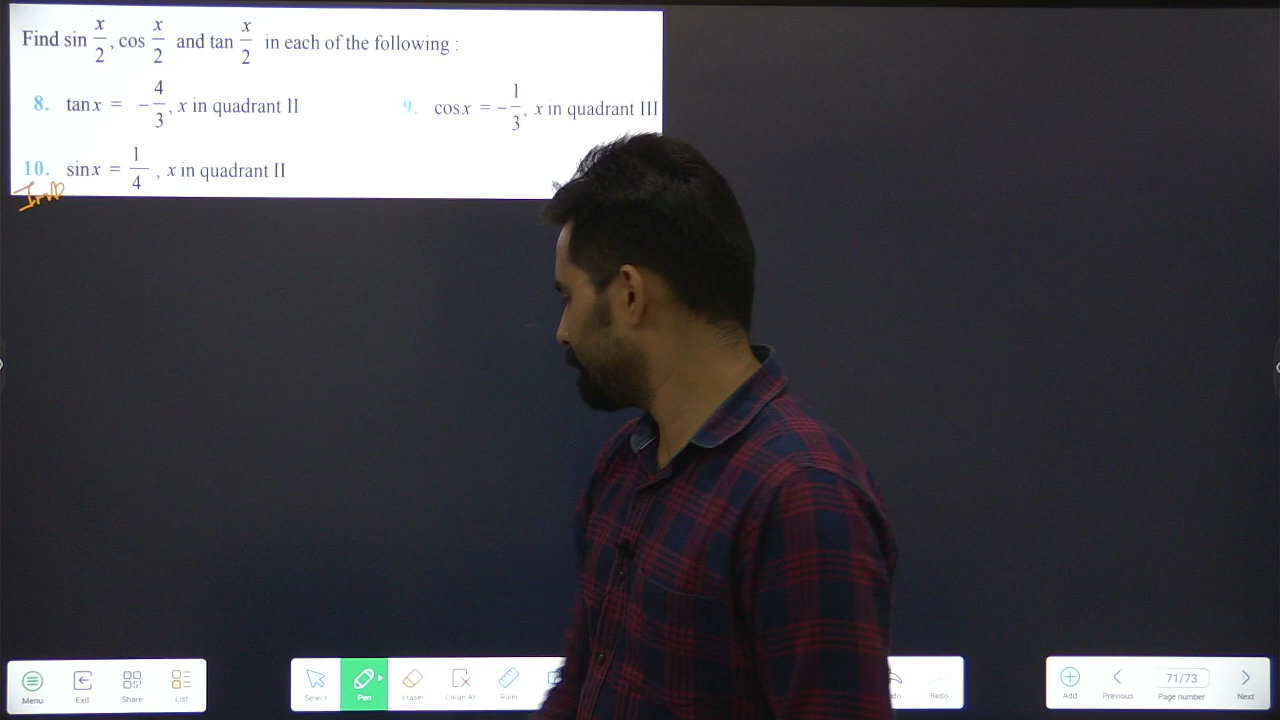 Find sin x/2, cos x/2 and tan x/2 in each of the following :
8. tan x = −4/3, x in quadrant II
9. cos x = −1/3, x in quadrant III
10. sin x = 1/4 , x in quadrant II
Imp
Menu
Exit
Share
List
Select
Pen
Eraser
Clean All
Ruler
Redo
Add
Previous
71/73
Page number
Next